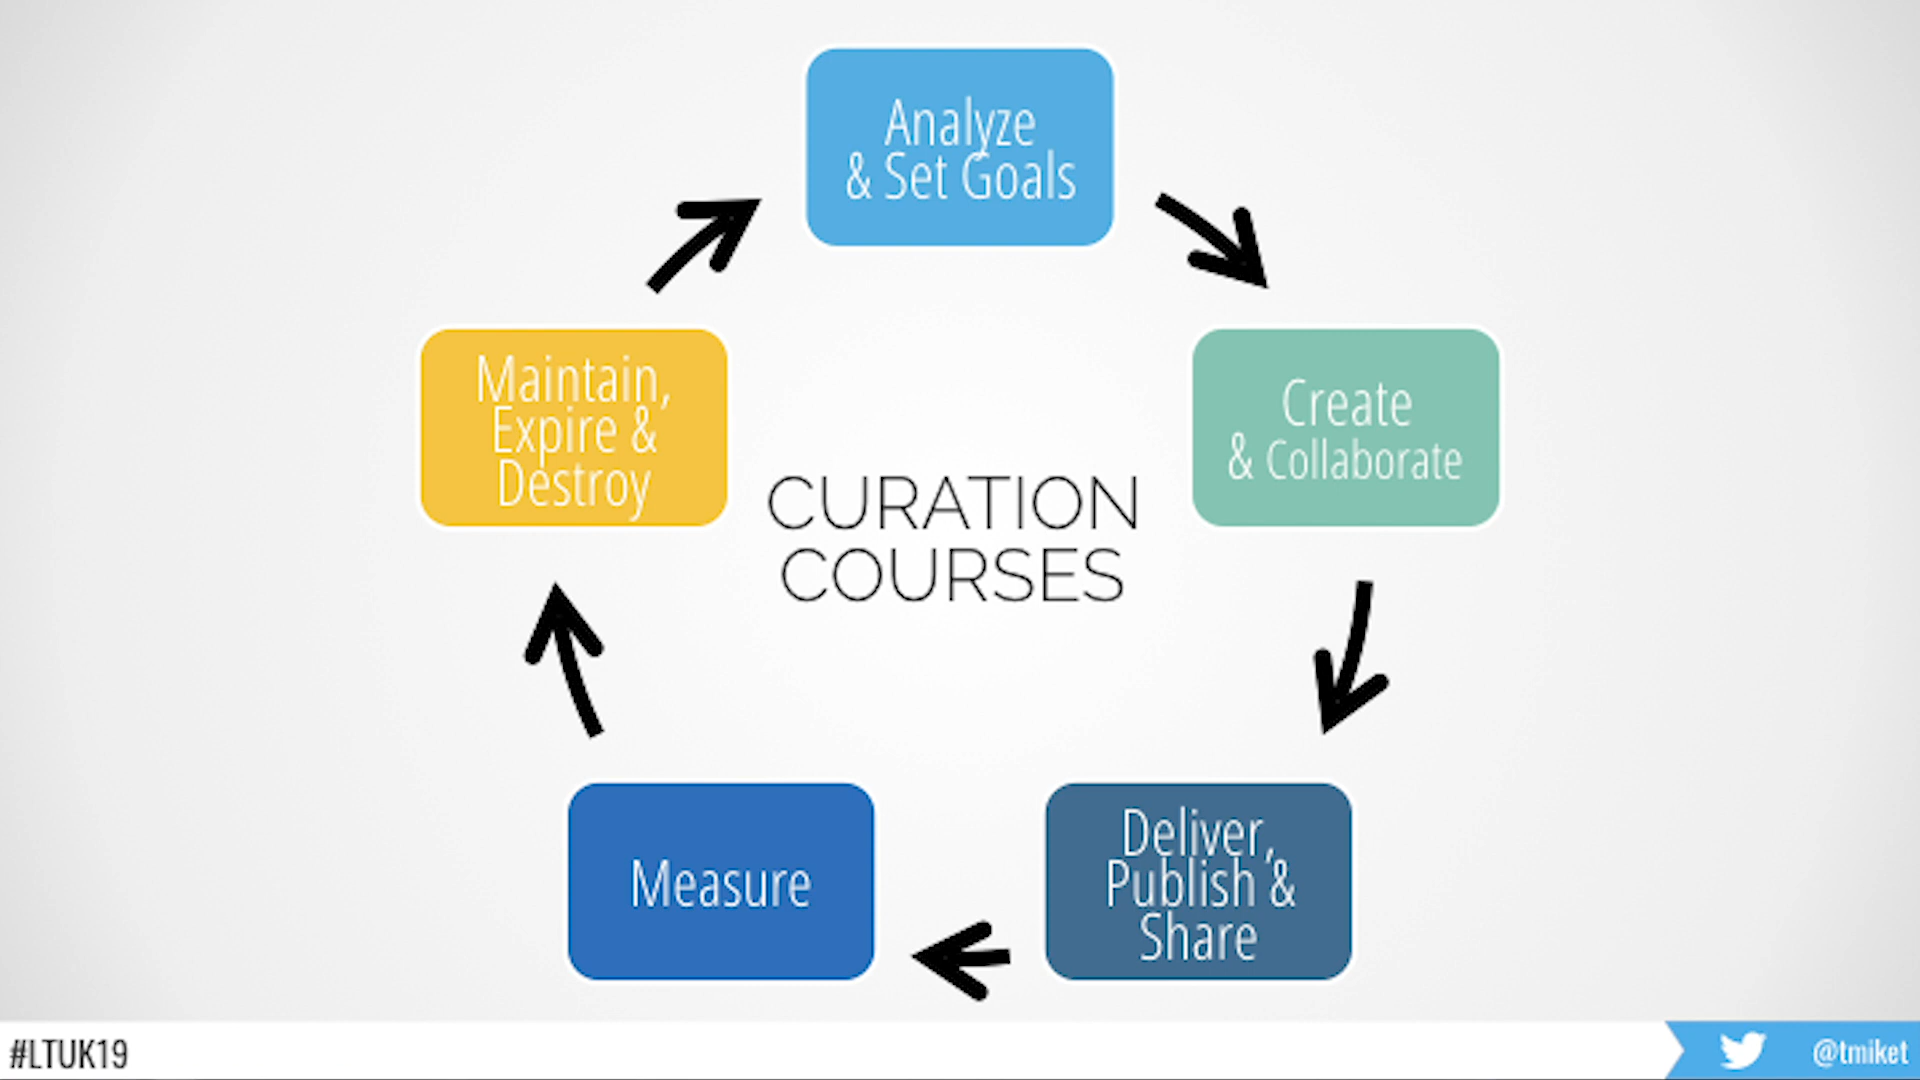 Analyze
& Set Goals
Create
& Collaborate
Deliver,
Publish &
Share
Measure
Maintain,
Expire &
Destroy
CURATION
COURSES
#LTUK19
@tmiket